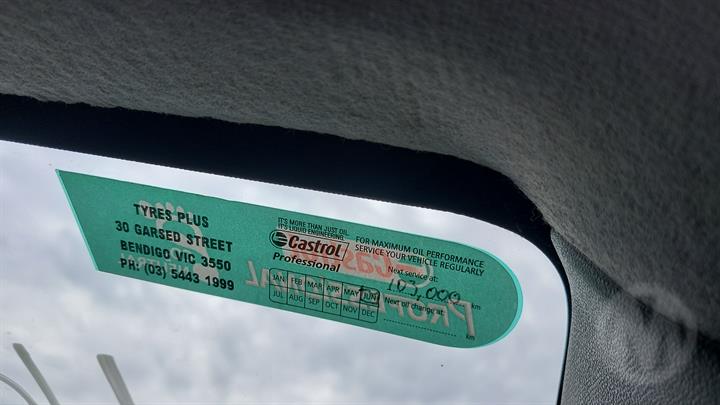 TYRES PLUS
30 GARSED STREET
BENDIGO VIC 3550
PH: (03) 5443 1999
IT'S MORE THAN JUST OIL.
IT'S LIQUID ENGINEERING.
Castrol
Professional
JAN FEB MAR APR MAY JUN
JUL AUG SEP OCT NOV DEC
FOR MAXIMUM OIL PERFORMANCE
SERVICE YOUR VEHICLE REGULARLY
Next service at:
103,000 km
Next oil change at:
km